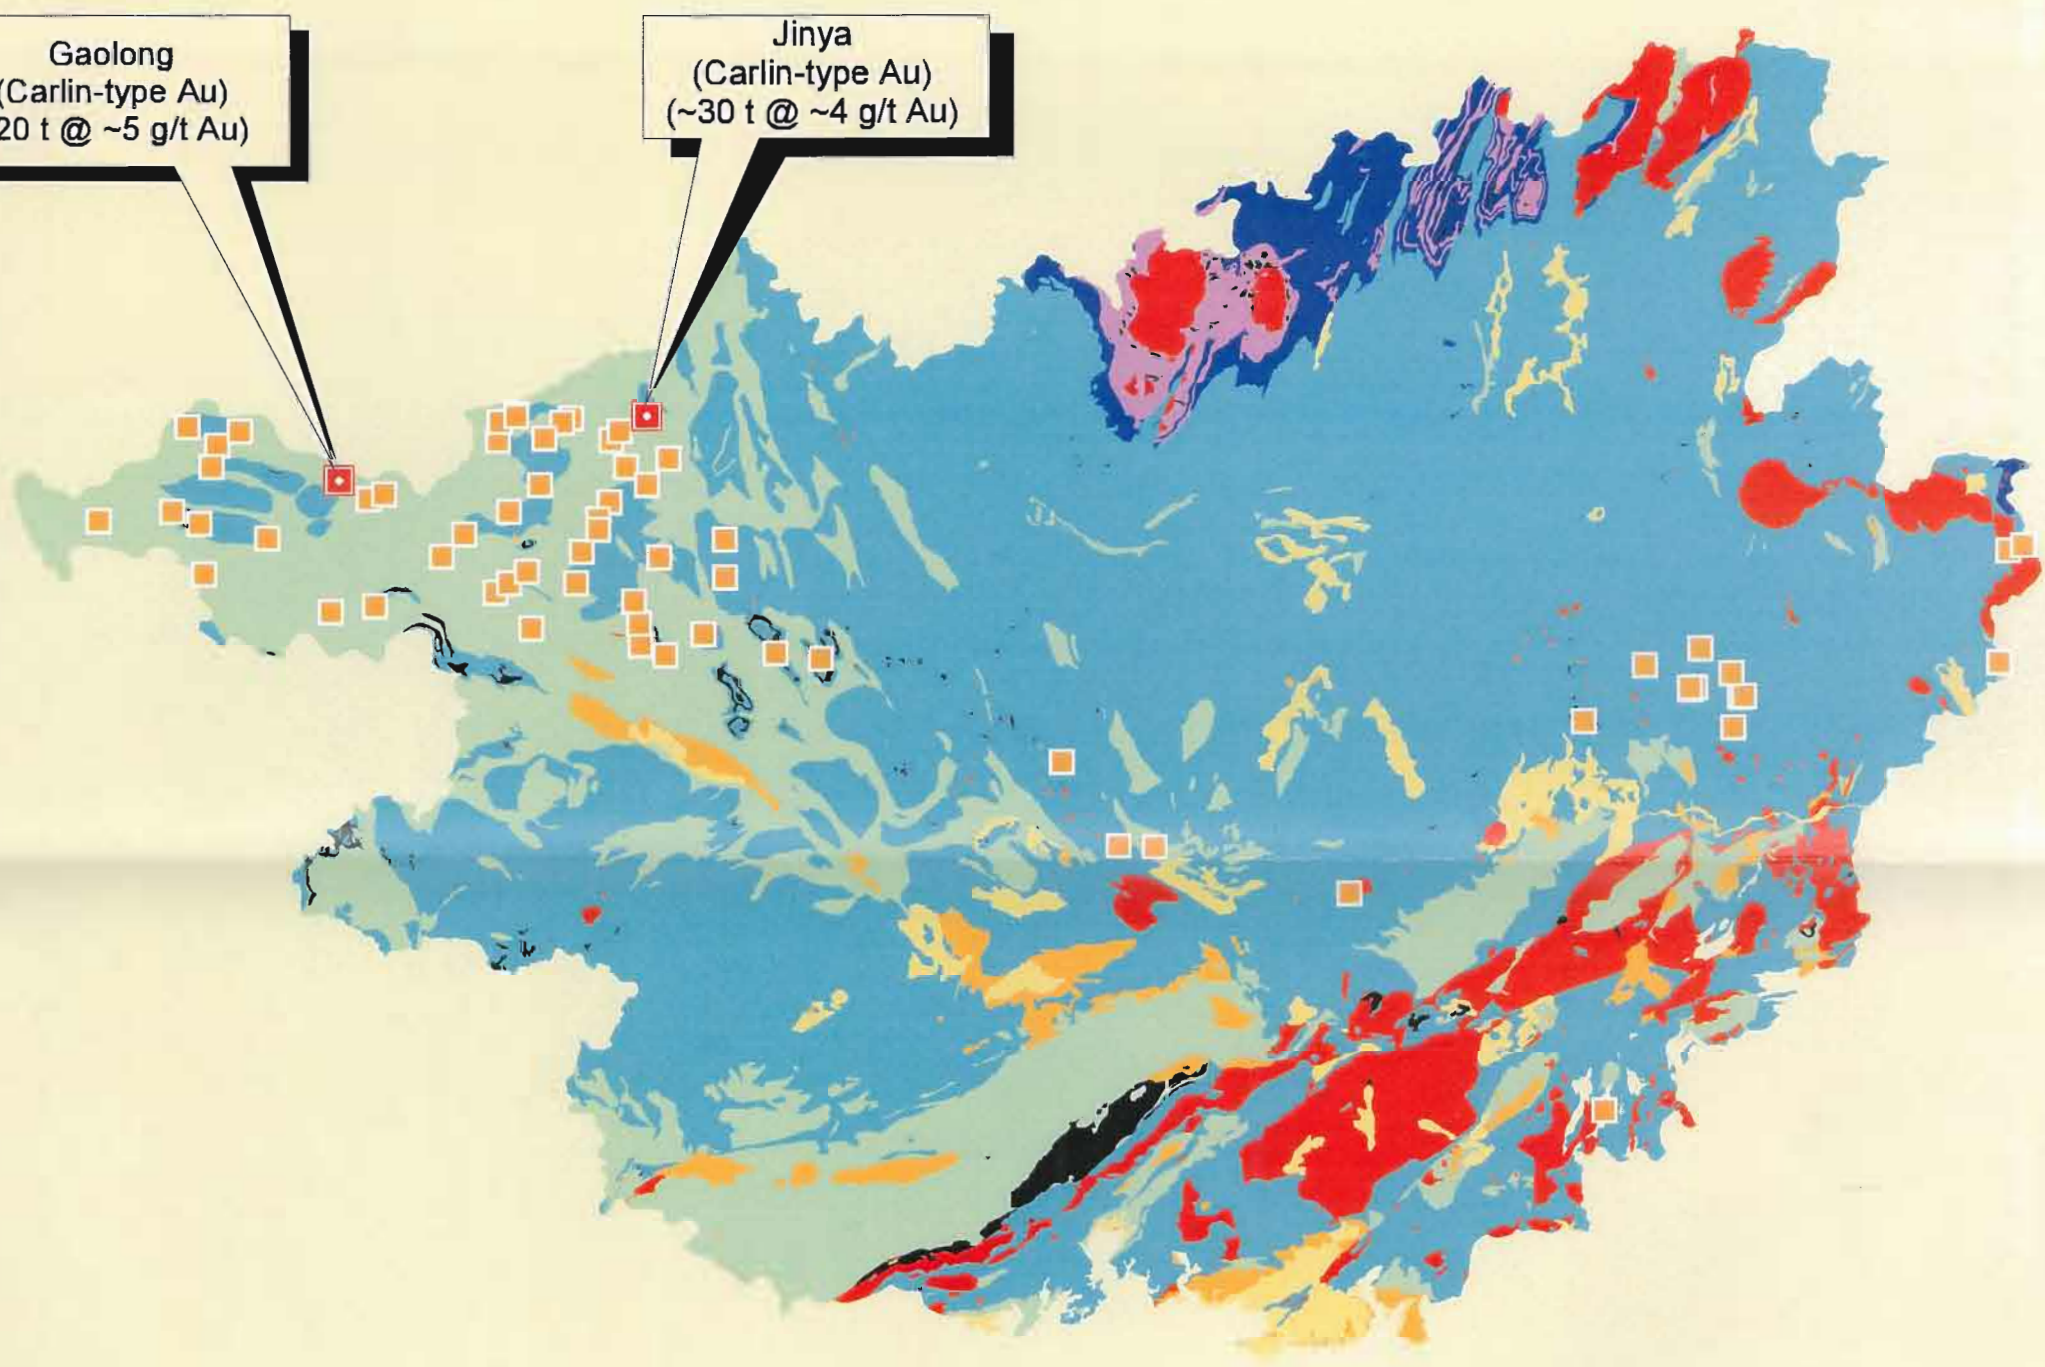 Gaolong
(Carlin-type Au)
20 t @ ~5 g/t Au)
Jinya
(Carlin-type Au)
(~30 t @ ~4 g/t Au)